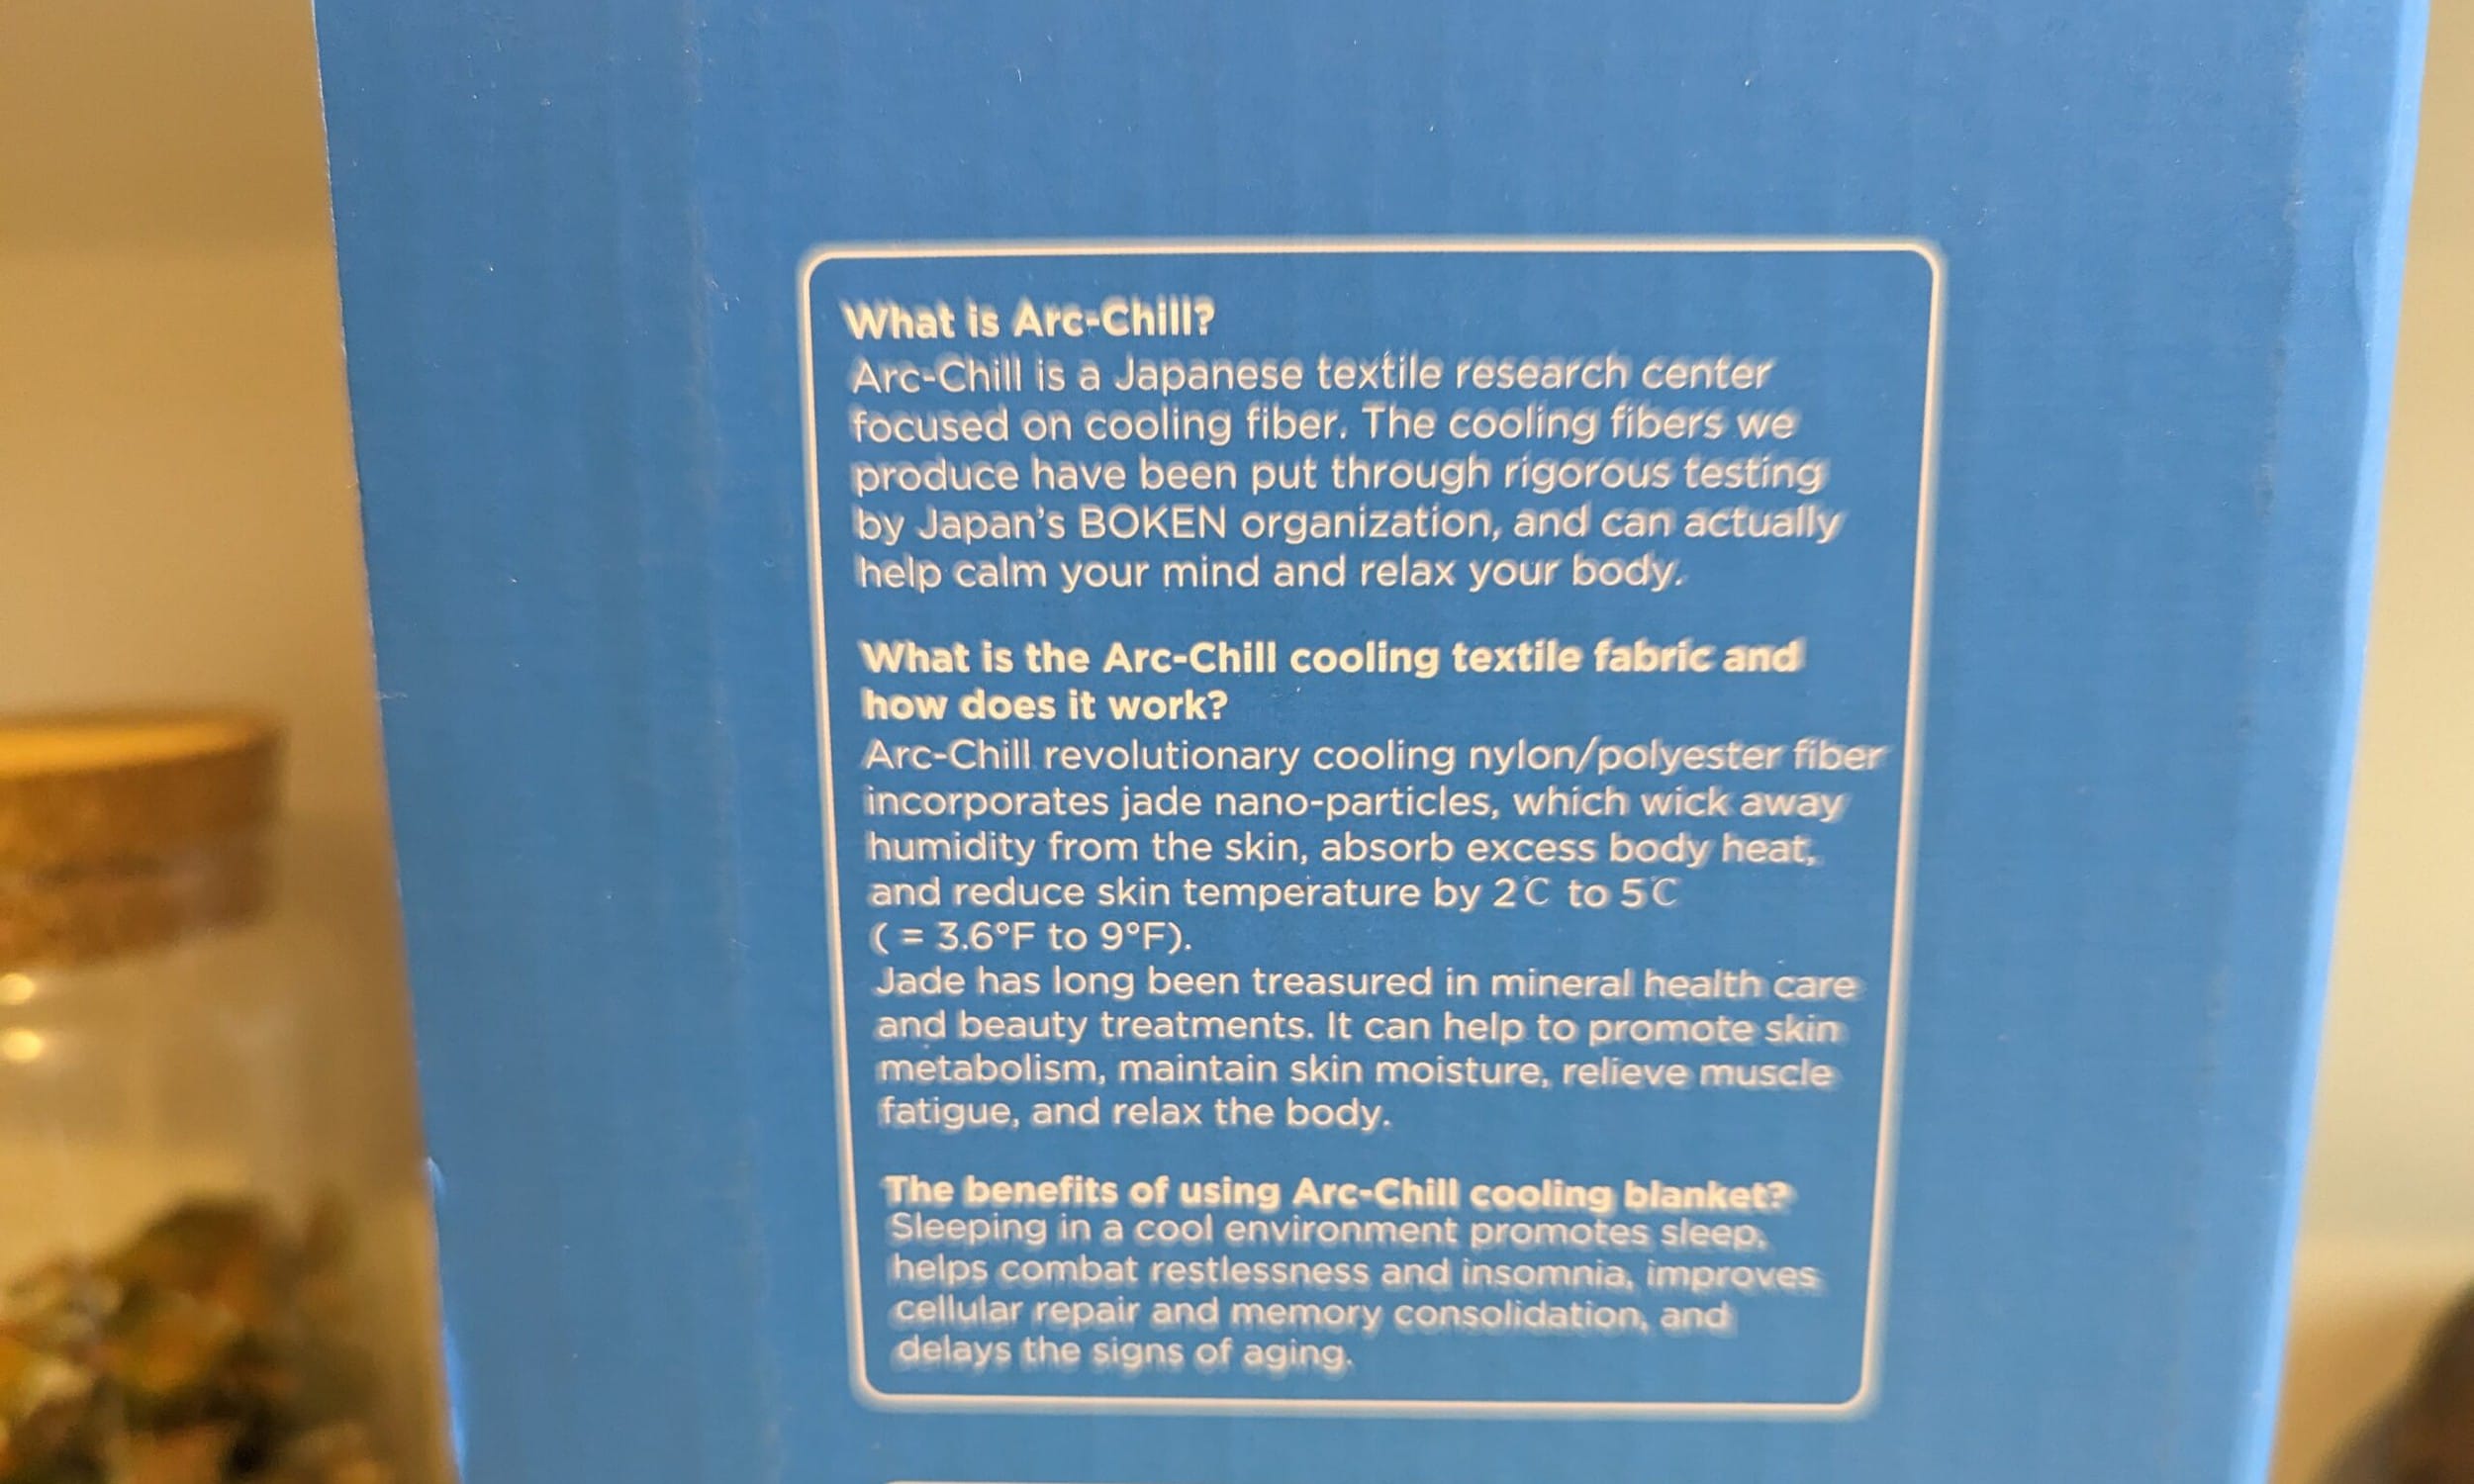 What is Arc-Chill?
Arc-Chill is a Japanese textile research center
focused on cooling fiber. The cooling fibers we
produce have been put through rigorous testing
by Japan's BOKEN organization, and can actually
help calm your mind and relax your body.
What is the Arc-Chill cooling textile fabric and
how does it work?
Arc-Chill revolutionary cooling nylon/polyester fiber
incorporates jade nano-particles, which wick away
humidity from the skin, absorb excess body heat,
and reduce skin temperature by 2℃ to 5℃
( = 3.6°F to 9°F).
Jade has long been treasured in mineral health care
and beauty treatments. It can help to promote skin
metabolism, maintain skin moisture, relieve muscle
fatigue, and relax the body.
The benefits of using Arc-Chill cooling blanket?
Sleeping in a cool environment promotes sleep,
helps combat restlessness and insomnia, improves
cellular repair and memory consolidation, and
delays the signs of aging.